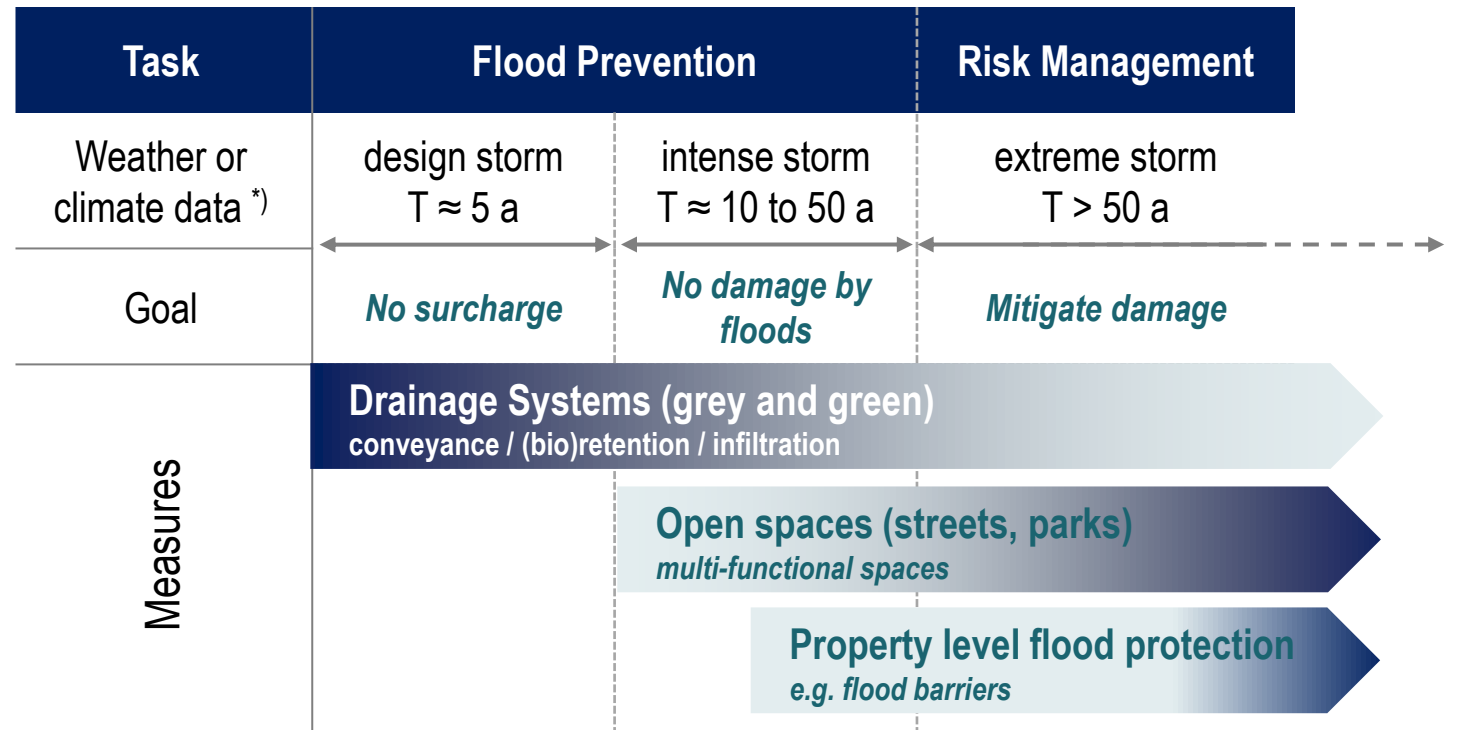 Task
Flood Prevention
Risk Management
Weather or
climate data *)
design storm
T ≈ 5 a
intense storm
T ≈ 10 to 50 a
extreme storm
T > 50 a
Goal
No surcharge
No damage by
floods
Mitigate damage
Measures
Drainage Systems (grey and green)
conveyance / (bio)retention / infiltration
Open spaces (streets, parks)
multi-functional spaces
Property level flood protection
e.g. flood barriers